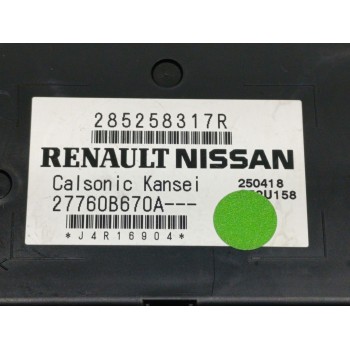 285258317R
RENAULT NISSAN
Calsonic Kansei 250418
27760B670A---
*J4R16904*